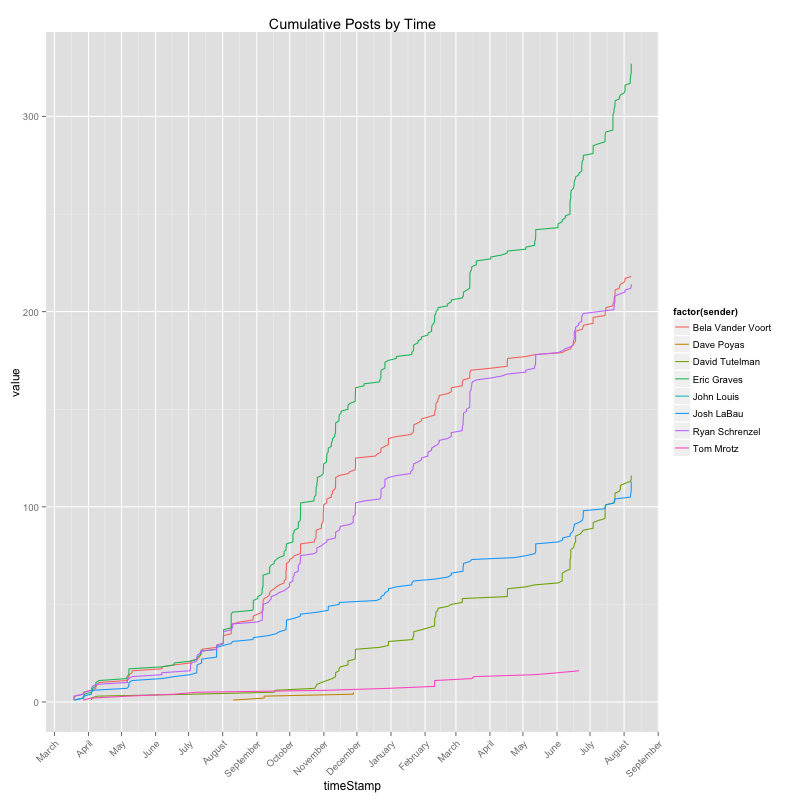 Cumulative Posts by Time
300
200
100
0
value
March
April
May
June
July
August
September
October
November
December
January
February
March
April
May
June
July
August
September
timeStamp
factor(sender)
Bela Vander Voort
Dave Poyas
David Tutelman
Eric Graves
John Louis
Josh LaBau
Ryan Schrenzel
Tom Mrotz